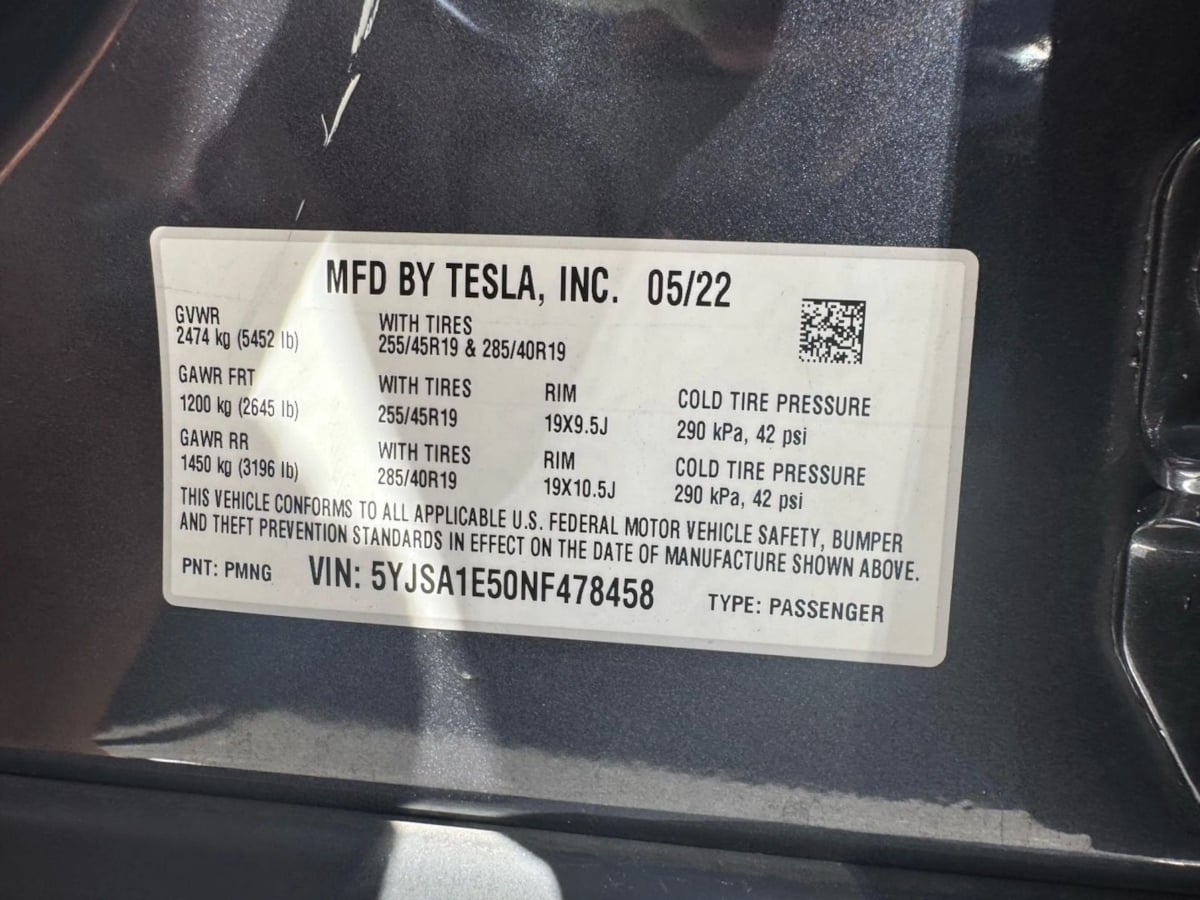 MFD BY TESLA, INC. 05/22
GVWR
2474 kg (5452 lb)
WITH TIRES
255/45R19 & 285/40R19
GAWR FRT
1200 kg (2645 lb)
WITH TIRES
255/45R19
RIM
19X9.5J
COLD TIRE PRESSURE
290 kPa, 42 psi
GAWR RR
1450 kg (3196 lb)
WITH TIRES
285/40R19
RIM
19X10.5J
COLD TIRE PRESSURE
290 kPa, 42 psi
THIS VEHICLE CONFORMS TO ALL APPLICABLE U.S. FEDERAL MOTOR VEHICLE SAFETY, BUMPER
AND THEFT PREVENTION STANDARDS IN EFFECT ON THE DATE OF MANUFACTURE SHOWN ABOVE.
PNT: PMNG VIN: 5YJSA1E50NF478458 TYPE: PASSENGER